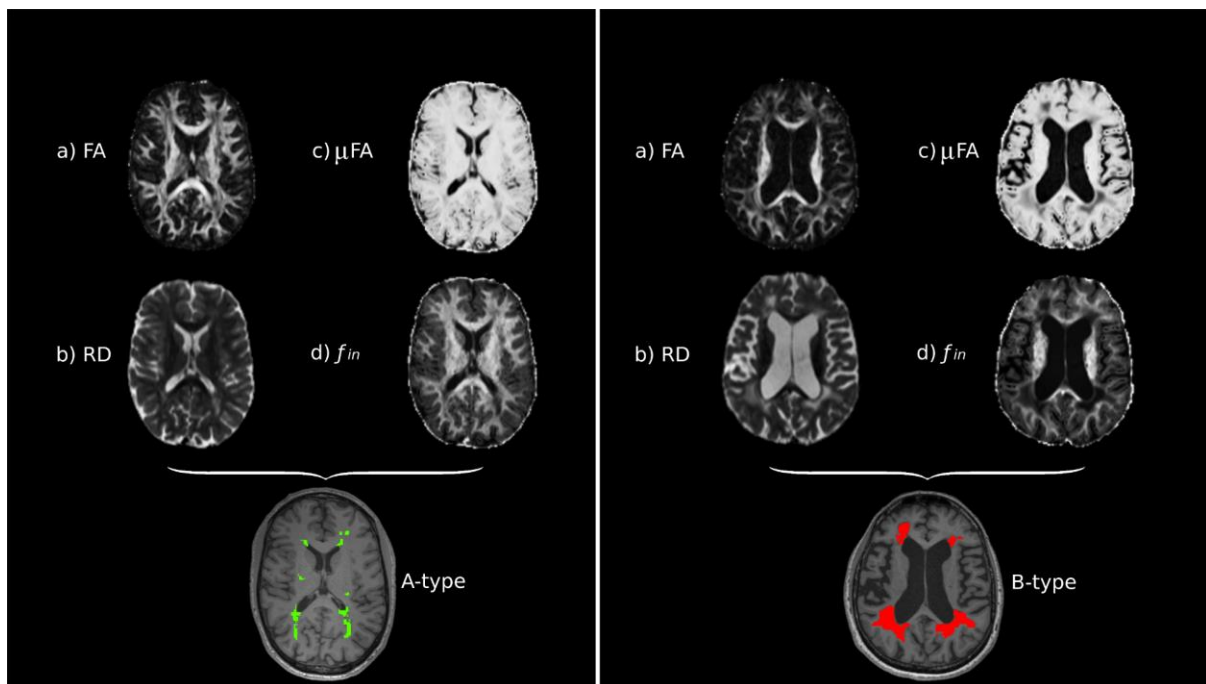 a) FA
c) μFA
b) RD
d) fin
A-type
a) FA
c) μFA
b) RD
d) fin
B-type